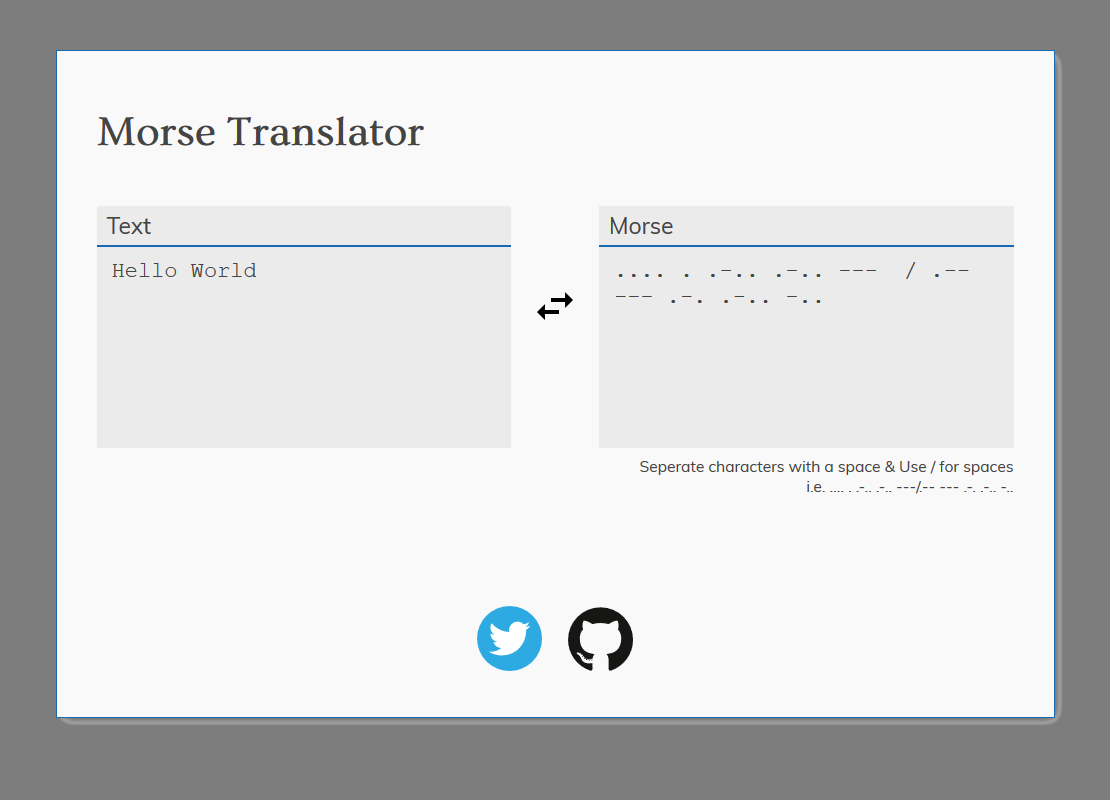 Morse Translator
Text
Hello World
Morse
.... . .-.. .-.. ---  / .--
--- .-. .-.. -..
Seperate characters with a space & Use / for spaces
i.e. .... . .-.. .-.. ---/.-- --- .-. .-.. -..